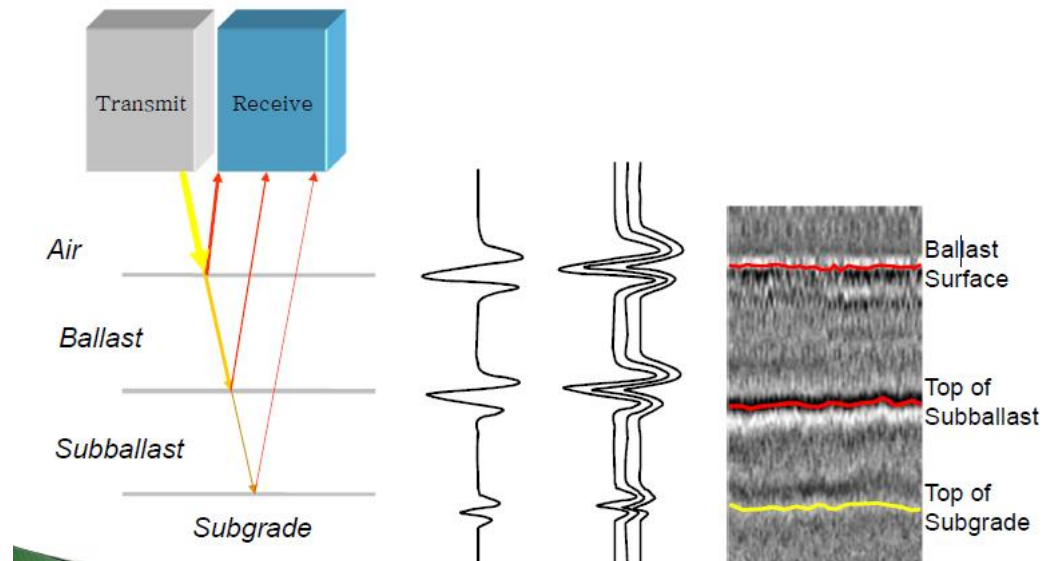 Transmit
Receive
Air
Ballast
Subballast
Subgrade
Ballast
Surface
Top of
Subballast
Top of
Subgrade